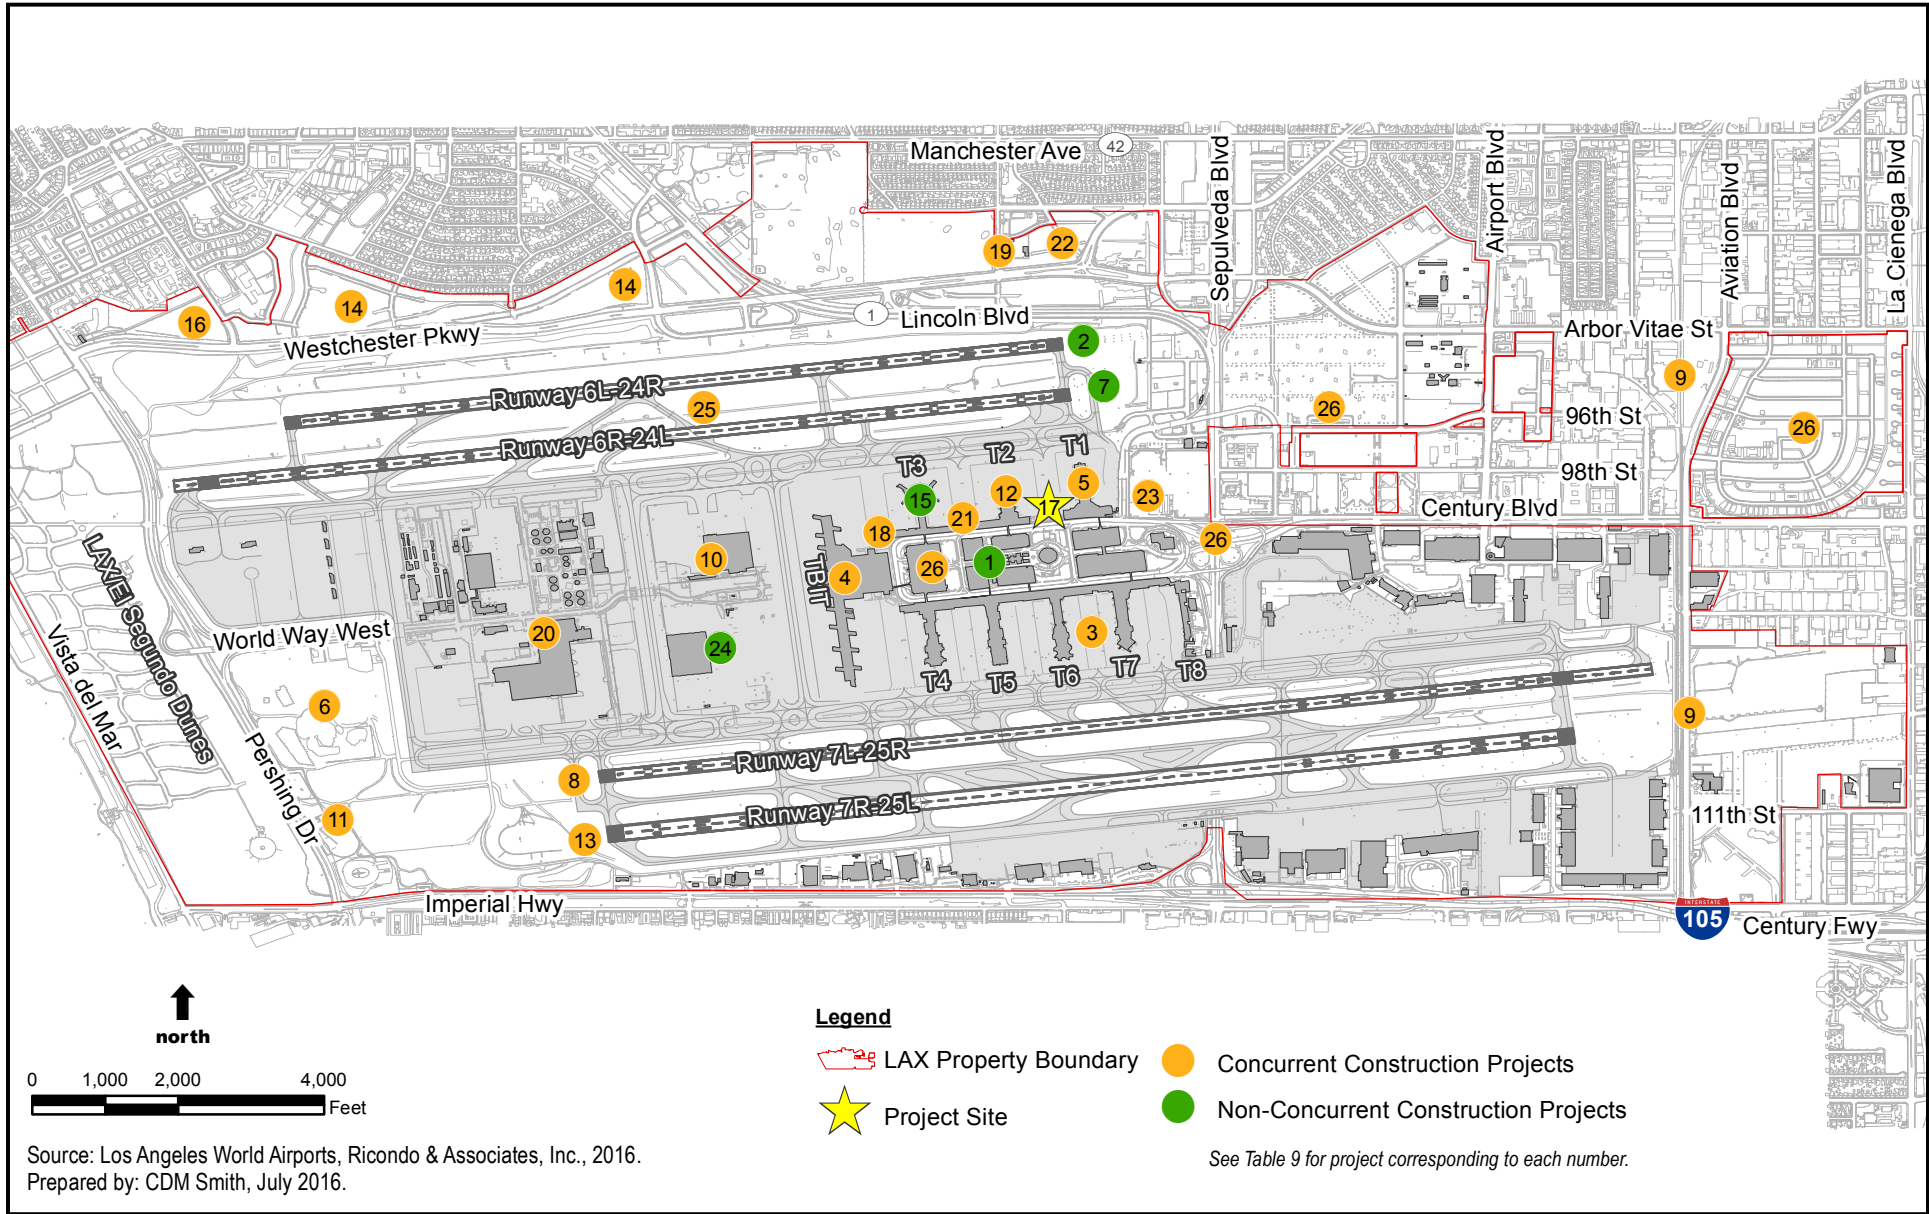 Manchester Ave
42
Sepulveda Blvd
Airport Blvd
Aviation Blvd
La Cienega Blvd
19
22
14
14
16
1
Lincoln Blvd
Westchester Pkwy
Arbor Vitae St
2
7
9
Runway 6L-24R
25
26
96th St
26
Runway 6R-24L
T3
T2
T1
98th St
15
12
17
5
23
Century Blvd
21
18
26
10
TBIT
4
26
1
LAX/El Segundo Dunes
World Way West
20
24
3
Vista del Mar
T4
T5
T6
T7
T8
6
9
Pershing Dr
Runway 7L-25R
8
11
Runway 7R-25L
13
111th St
Imperial Hwy
INTERSTATE
105
Century Fwy
north
0 1,000 2,000 4,000
Feet
Legend
LAX Property Boundary
Project Site
Concurrent Construction Projects
Non-Concurrent Construction Projects
See Table 9 for project corresponding to each number.
Source: Los Angeles World Airports, Ricondo & Associates, Inc., 2016.
Prepared by: CDM Smith, July 2016.